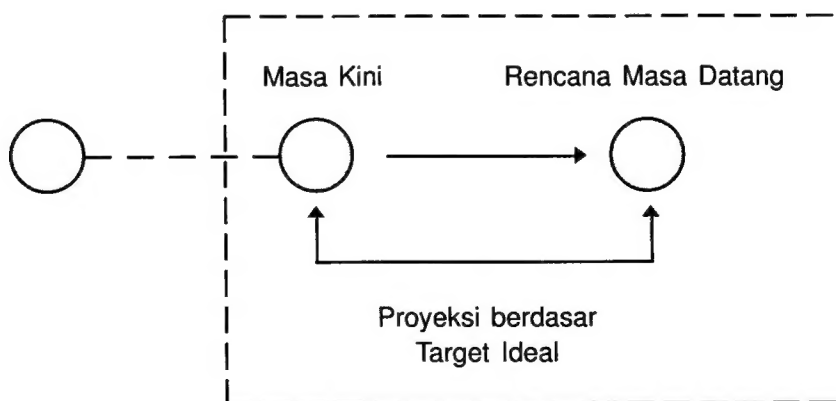 Masa Kini
Rencana Masa Datang
Proyeksi berdasar
Target Ideal